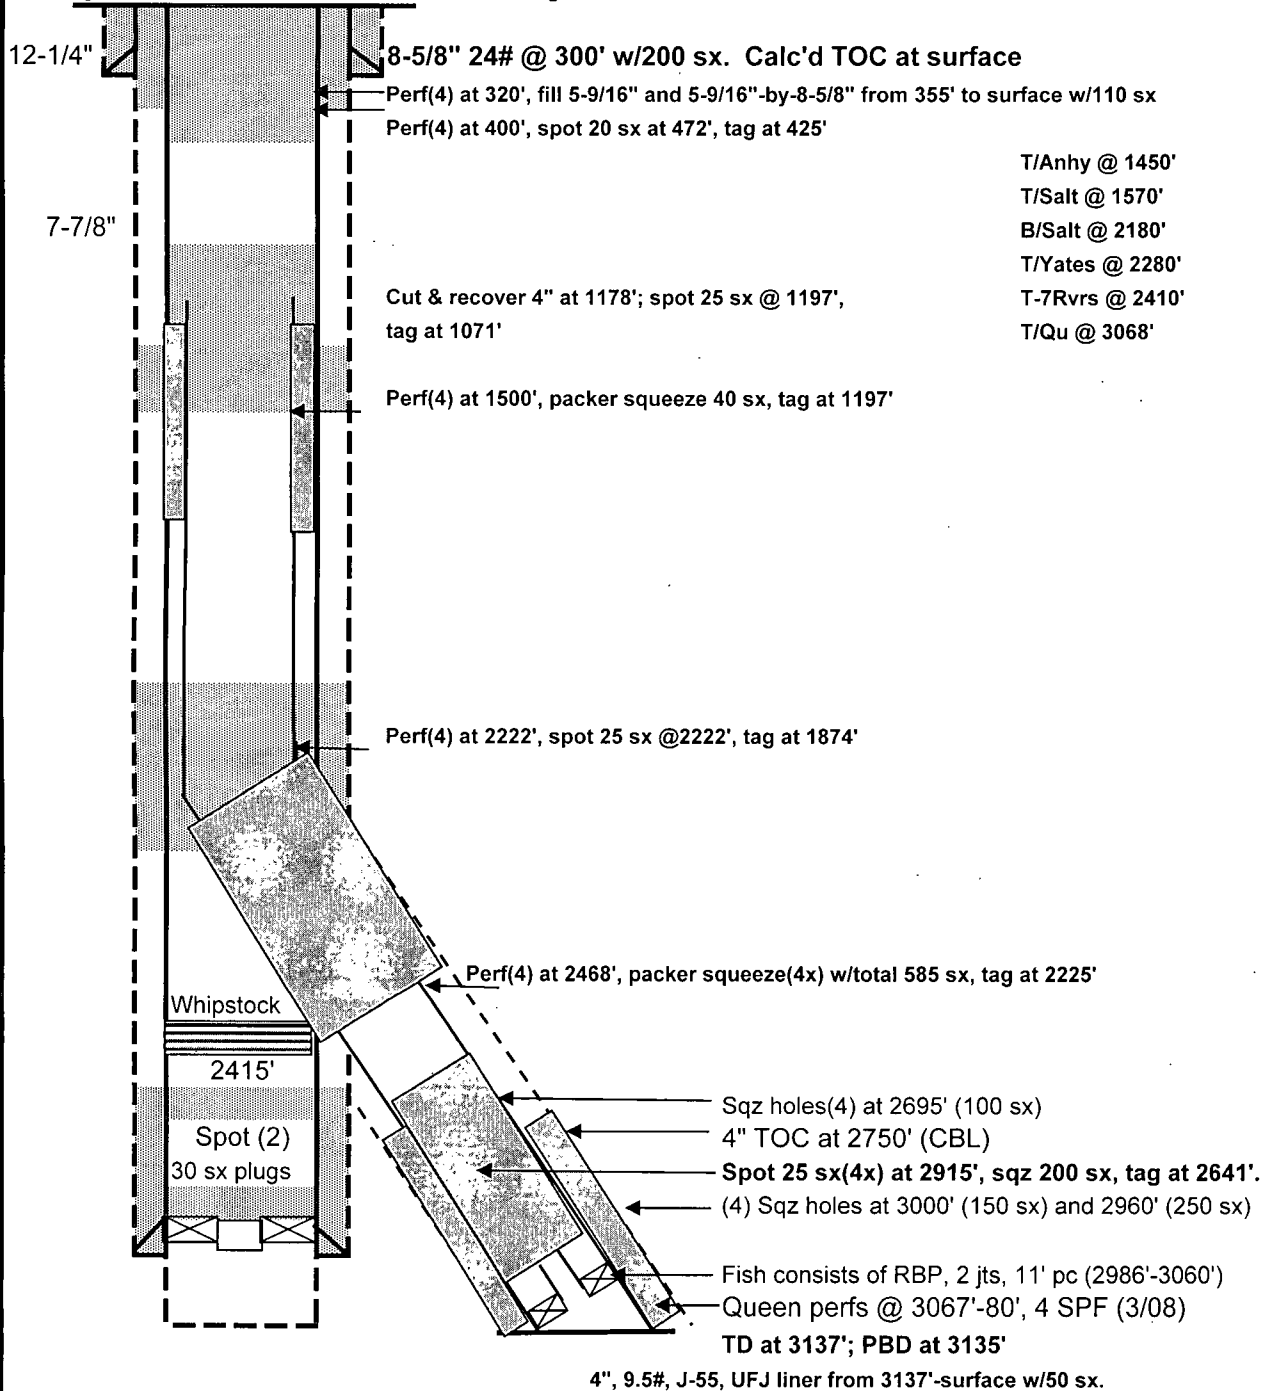 12-1/4"
8-5/8" 24# @ 300' w/200 sx. Calc'd TOC at surface
Perf(4) at 320', fill 5-9/16" and 5-9/16"-by-8-5/8" from 355' to surface w/110 sx
Perf(4) at 400', spot 20 sx at 472', tag at 425'
T/Anhy @ 1450'
T/Salt @ 1570'
7-7/8"
B/Salt @ 2180'
T/Yates @ 2280'
Cut & recover 4" at 1178'; spot 25 sx @ 1197',
T-7Rvrs @ 2410'
tag at 1071'
T/Qu @ 3068'
Perf(4) at 1500', packer squeeze 40 sx, tag at 1197'
Perf(4) at 2222', spot 25 sx @2222', tag at 1874'
Perf(4) at 2468', packer squeeze(4x) w/total 585 sx, tag at 2225'
Whipstock
2415'
Sqz holes(4) at 2695' (100 sx)
Spot (2)
4" TOC at 2750' (CBL)
30 sx plugs
Spot 25 sx(4x) at 2915', sqz 200 sx, tag at 2641'.
(4) Sqz holes at 3000' (150 sx) and 2960' (250 sx)
Fish consists of RBP, 2 jts, 11' pc (2986'-3060')
Queen perfs @ 3067'-80', 4 SPF (3/08)
TD at 3137'; PBD at 3135'
4", 9.5#, J-55, UFJ liner from 3137'-surface w/50 sx.